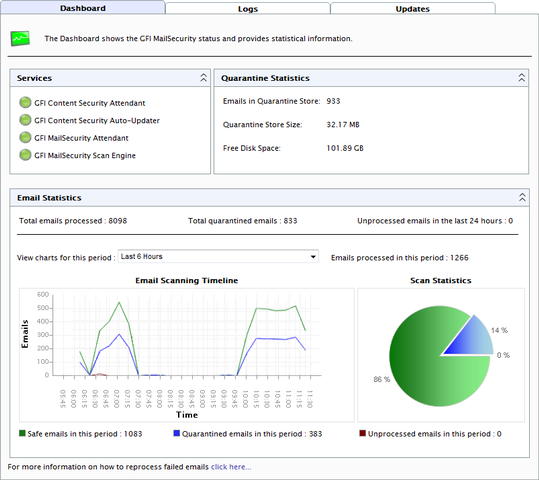 Dashboard Logs Updates
The Dashboard shows the GFI MailSecurity status and provides statistical information.
Services
GFI Content Security Attendant
GFI Content Security Auto-Updater
GFI MailSecurity Attendant
GFI MailSecurity Scan Engine
Quarantine Statistics
Emails in Quarantine Store: 933
Quarantine Store Size: 32.17 MB
Free Disk Space: 101.89 GB
Email Statistics
Total emails processed : 8098 Total quarantined emails : 833 Unprocessed emails in the last 24 hours : 0
View charts for this period : Last 6 Hours Emails processed in this period : 1266
Email Scanning Timeline
Emails
600
500
400
300
200
100
0
05:45 06:15 06:30 06:45 07:00 07:15 07:30 07:45 08:15 08:30 08:45 09:00 09:15 09:30 09:45 10:00 10:15 10:30 10:45 11:00 11:15 11:30
Time
Scan Statistics
14 %
0 %
86 %
Safe emails in this period : 1083 Quarantined emails in this period : 383 Unprocessed emails in this period : 0
For more information on how to reprocess failed emails click here...